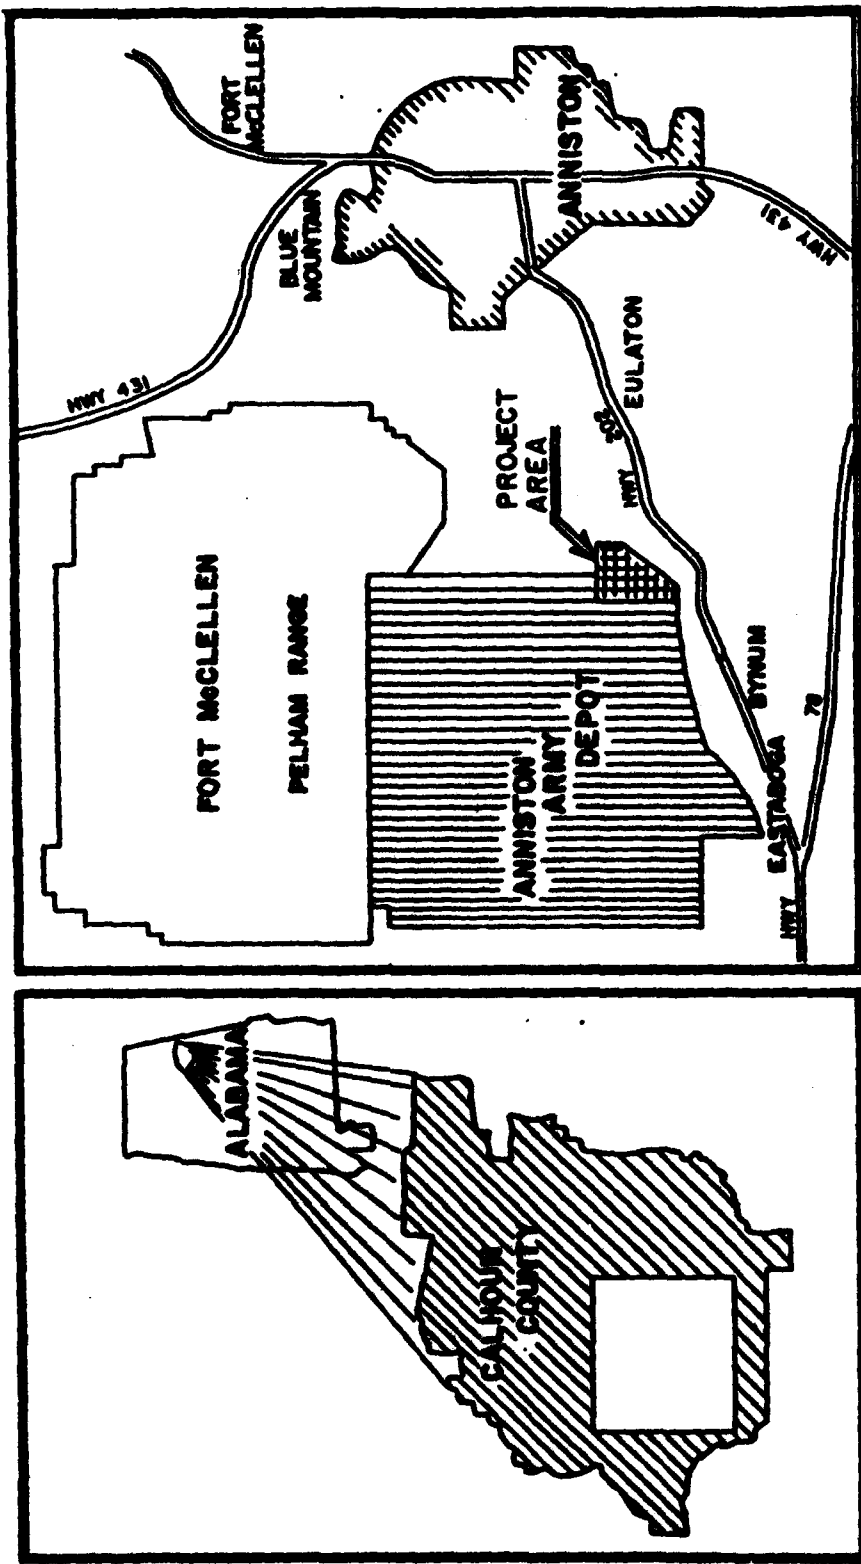 ALABAMA
CALHOUR
COUNTY
HWY 431
FORT
McCLELLEN
BLUE
MOUNTAIN
FORT McCLELLEN
PELHAM RANGE
PROJECT
AREA
ANNISTON
EULATON
HWY 202
ANNISTON
ARMY
DEPOT
BYNUM
EASTABOGA
HWY
78
HWY 431